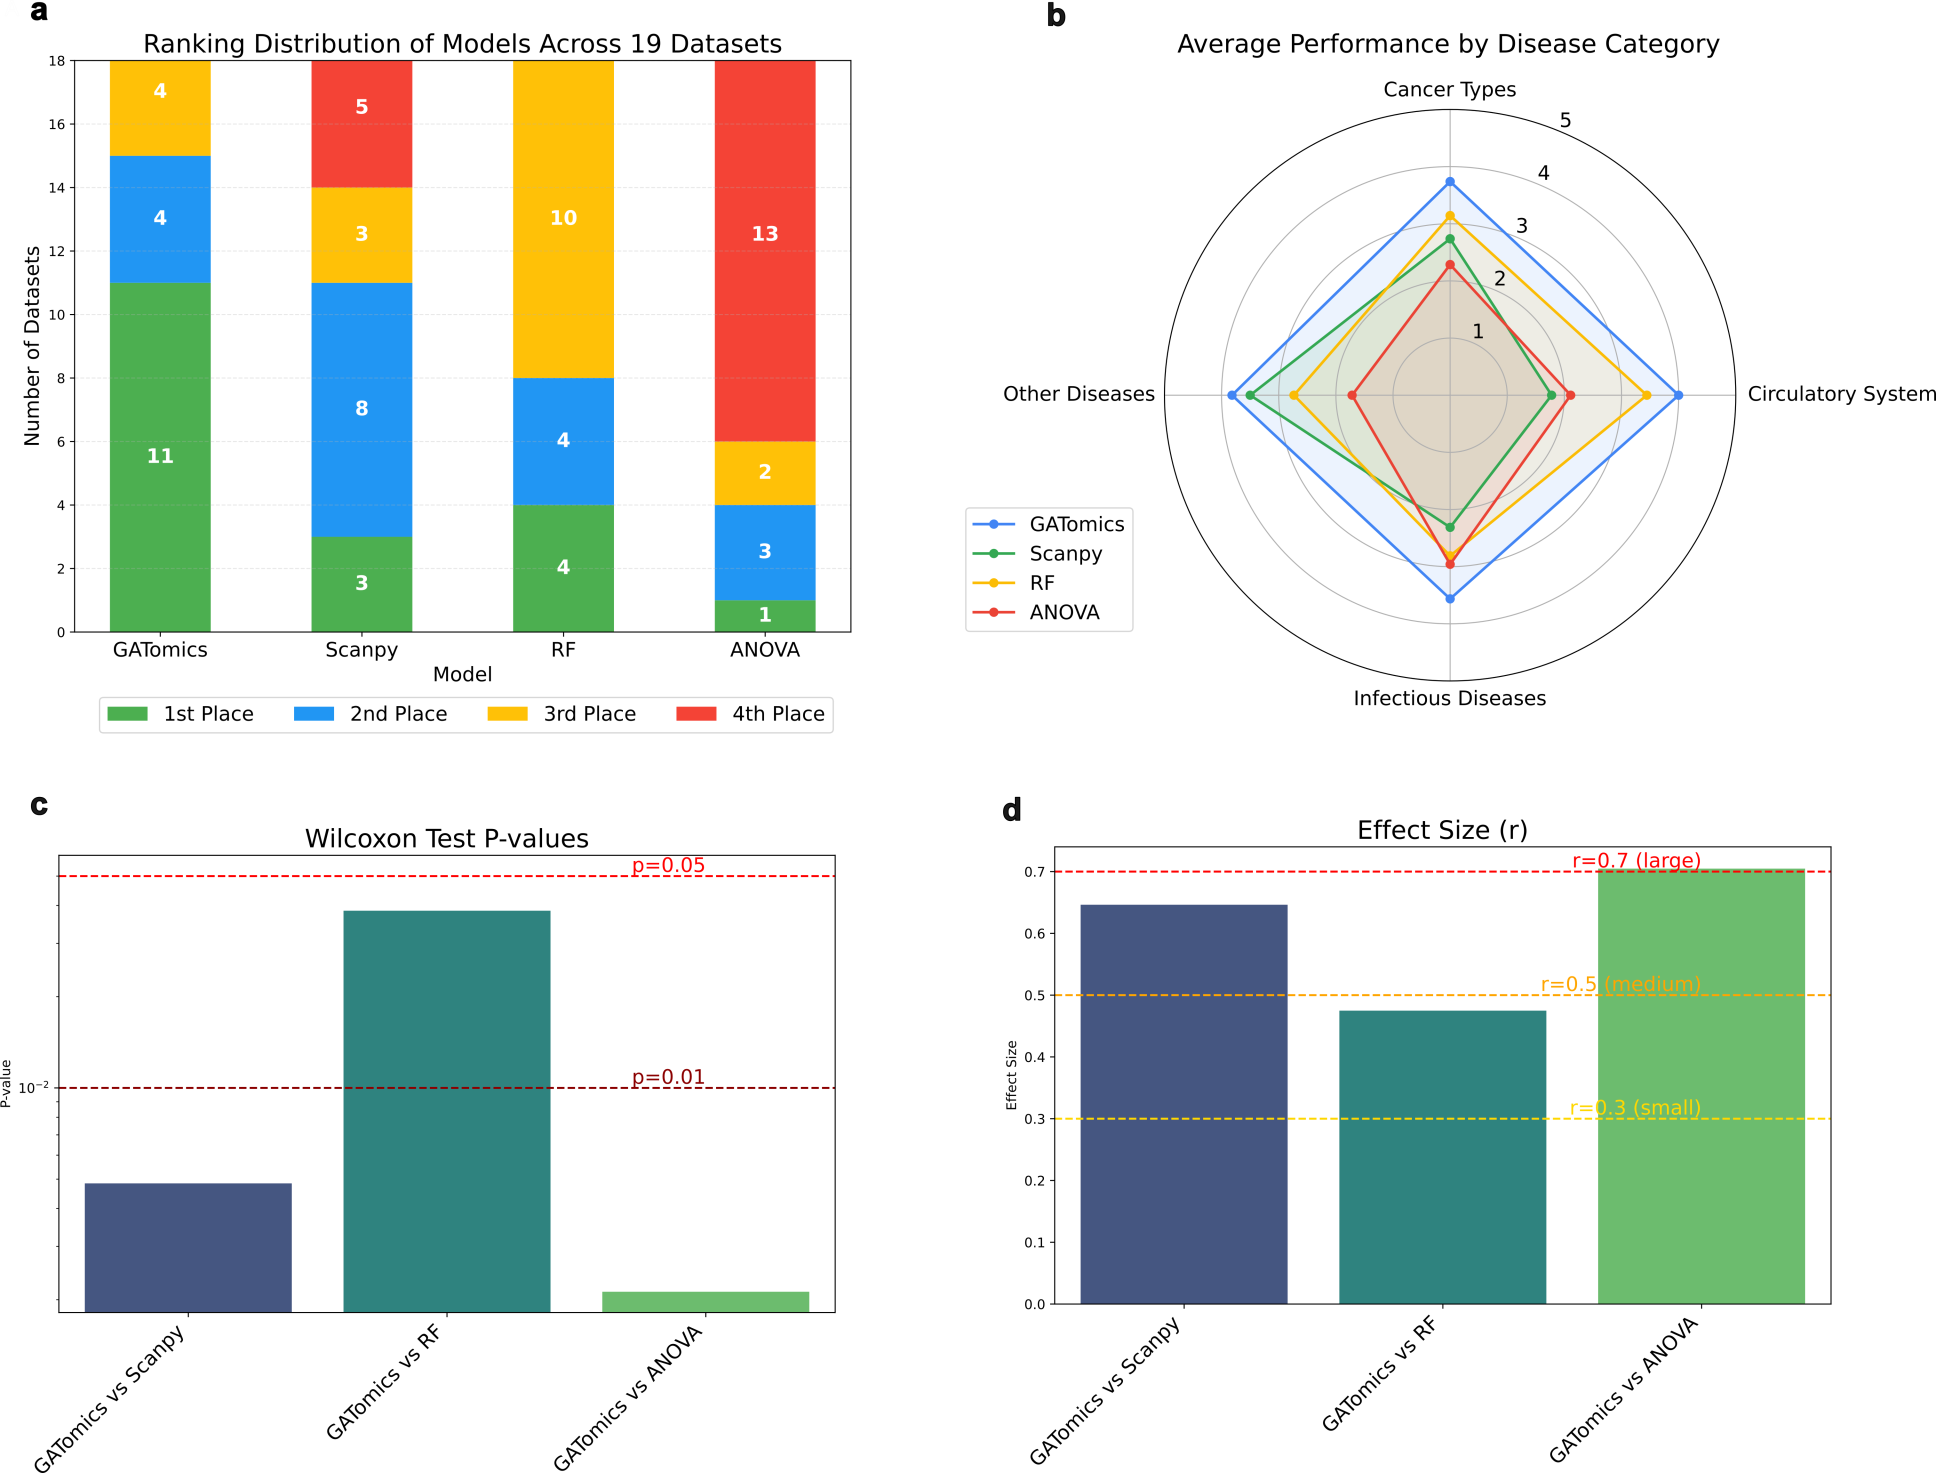 a
Ranking Distribution of Models Across 19 Datasets
Number of Datasets
18
16
14
12
10
8
6
4
2
0
4
4
11
5
3
8
3
10
4
4
13
2
3
1
GATomics
Scanpy
RF
ANOVA
Model
1st Place
2nd Place
3rd Place
4th Place
b
Average Performance by Disease Category
Cancer Types
5
4
3
2
1
Other Diseases
Circulatory System
Infectious Diseases
GATomics
Scanpy
RF
ANOVA
c
Wilcoxon Test P-values
p=0.05
p=0.01
10⁻²
P-value
GATomics vs Scanpy
GATomics vs RF
GATomics vs ANOVA
d
Effect Size (r)
r=0.7 (large)
r=0.5 (medium)
r=0.3 (small)
0.7
0.6
0.5
0.4
0.3
0.2
0.1
0.0
Effect Size
GATomics vs Scanpy
GATomics vs RF
GATomics vs ANOVA